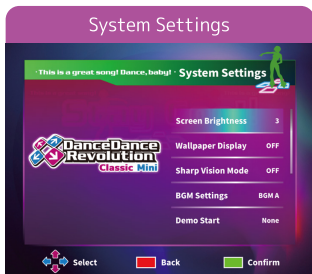 System Settings
·This is a great song! Dance, baby!· System Settings
Screen Brightness 3
Wallpaper Display OFF
DanceDance
Revolution
Classic Mini
Sharp Vision Mode OFF
BGM Settings BGM A
Demo Start None
Select Back Confirm